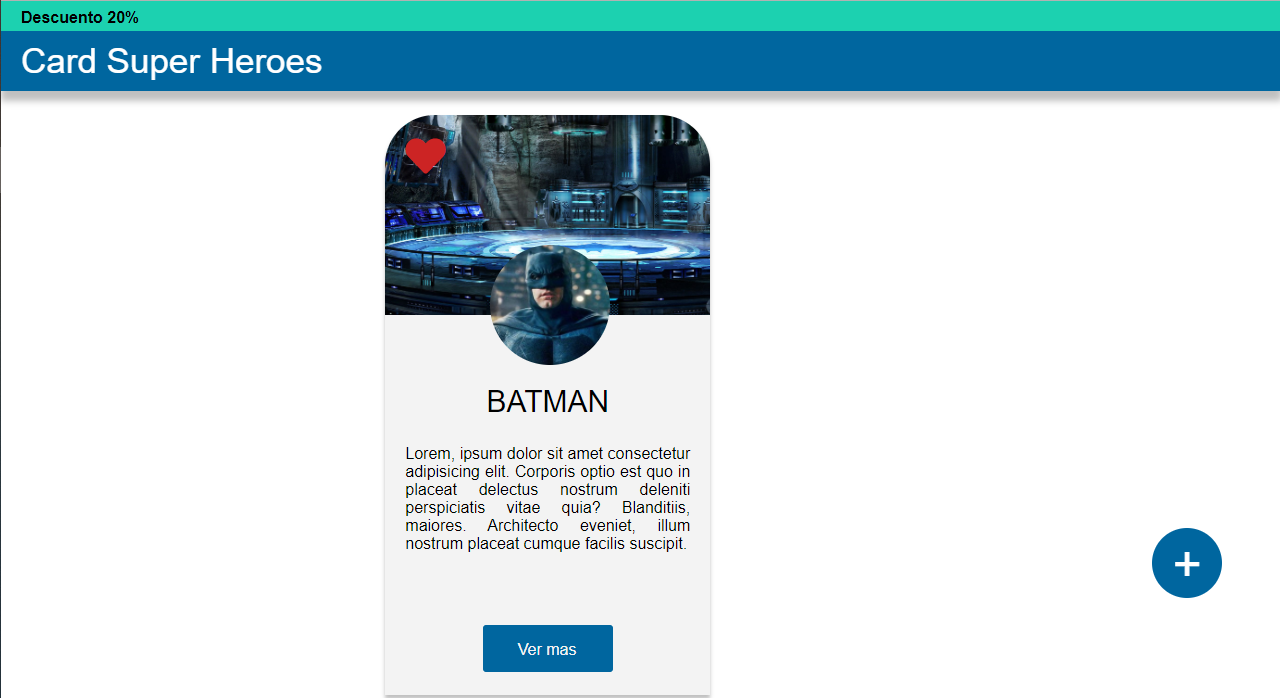 Descuento 20%
Card Super Heroes
BATMAN
Lorem, ipsum dolor sit amet consectetur
adipisicing elit. Corporis optio est quo in
placeat delectus nostrum deleniti
perspiciatis vitae quia? Blanditiis,
maiores. Architecto eveniet, illum
nostrum placeat cumque facilis suscipit.
+
Ver mas